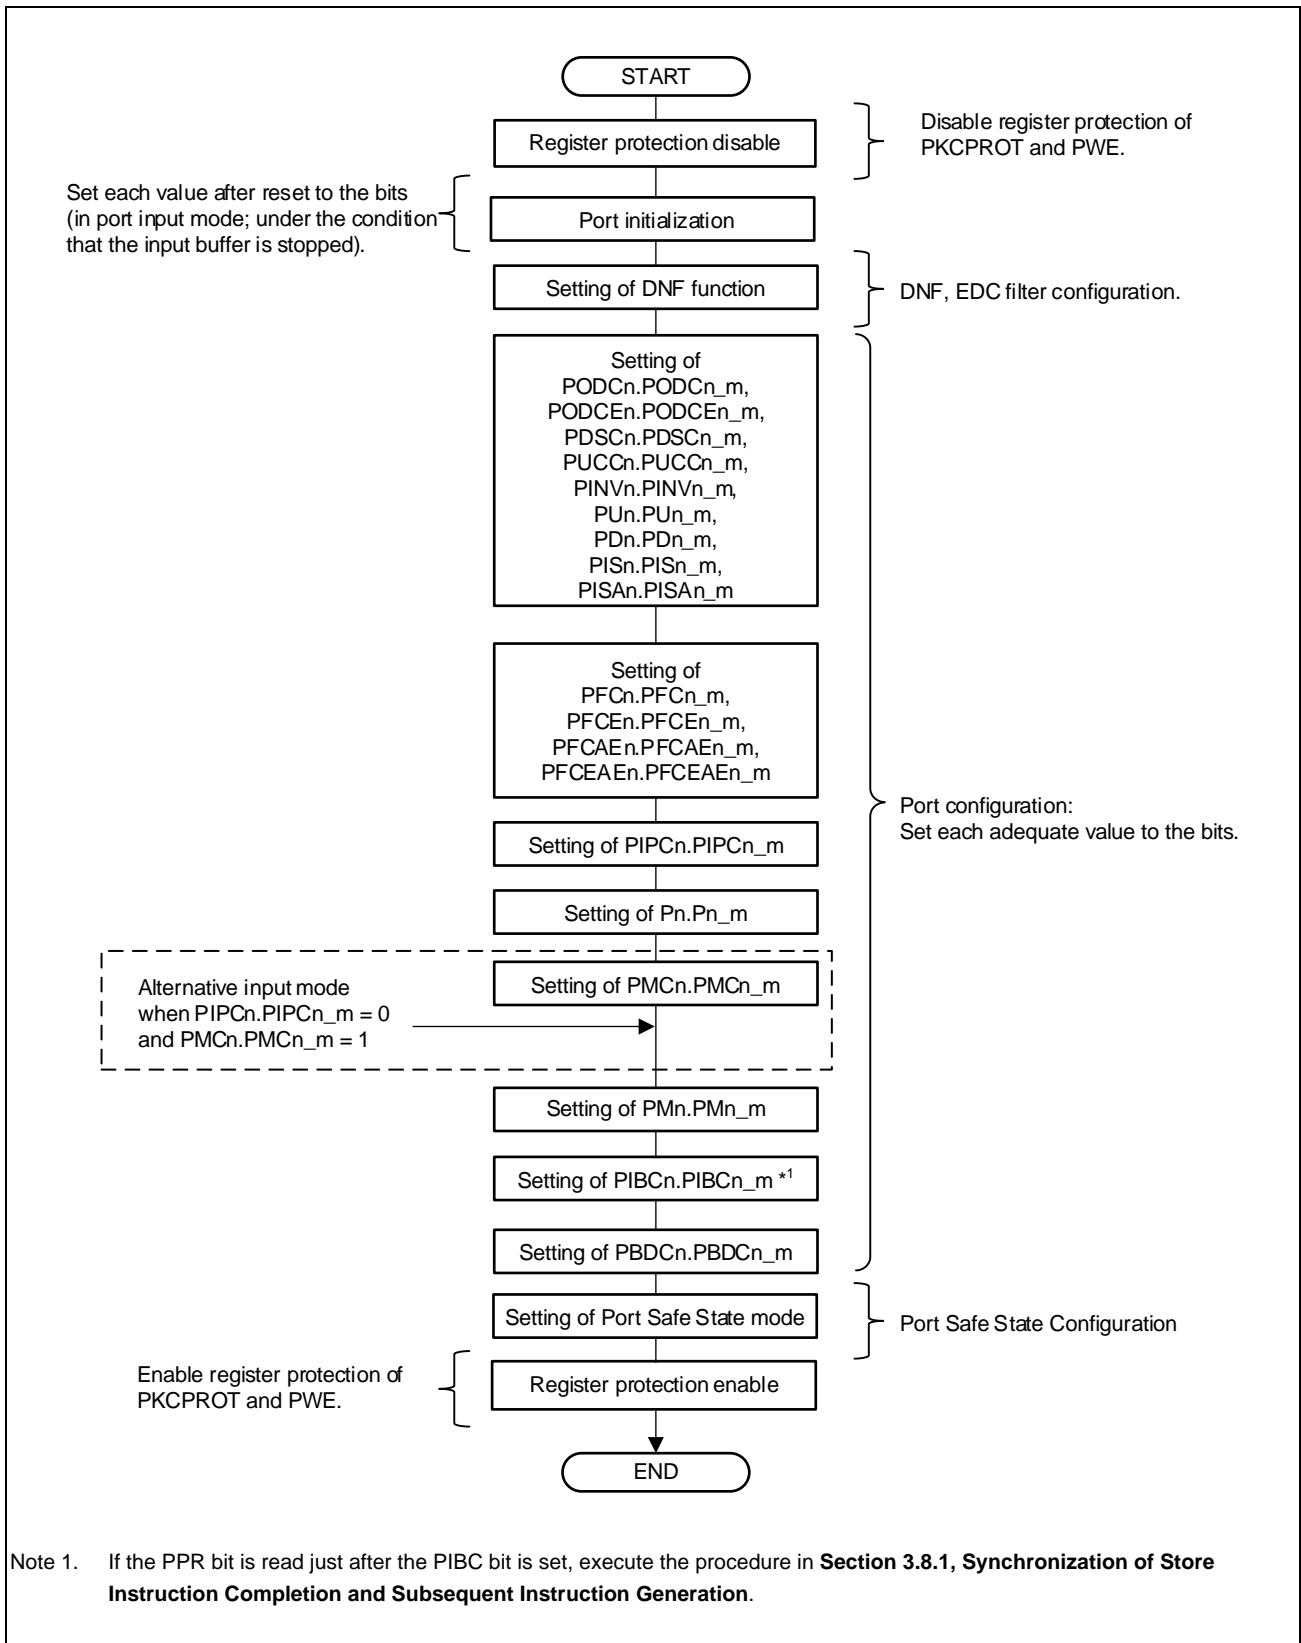 START
Register protection disable
Disable register protection of
PKCPROT and PWE.
Set each value after reset to the bits
(in port input mode; under the condition
that the input buffer is stopped).
Port initialization
Setting of DNF function
DNF, EDC filter configuration.
Setting of
PODCn.PODCn_m,
PODCEn.PODCEn_m,
PDSCn.PDSCn_m,
PUCCn.PUCCn_m,
PINVn.PINVn_m,
PUn.PUn_m,
PDn.PDn_m,
PISn.PISn_m,
PISAn.PISAn_m
Setting of
PFCn.PFCn_m,
PFCEn.PFCEn_m,
PFCAEn.PFCAEn_m,
PFCEAEn.PFCEAEn_m
Port configuration:
Set each adequate value to the bits.
Setting of PIPCn.PIPCn_m
Setting of Pn.Pn_m
Setting of PMCn.PMCn_m
Alternative input mode
when PIPCn.PIPCn_m = 0
and PMCn.PMCn_m = 1
Setting of PMn.PMn_m
Setting of PIBCn.PIBCn_m *1
Setting of PBDCn.PBDCn_m
Setting of Port Safe State mode
Port Safe State Configuration
Enable register protection of
PKCPROT and PWE.
Register protection enable
END
Note 1. If the PPR bit is read just after the PIBC bit is set, execute the procedure in Section 3.8.1, Synchronization of Store
Instruction Completion and Subsequent Instruction Generation.